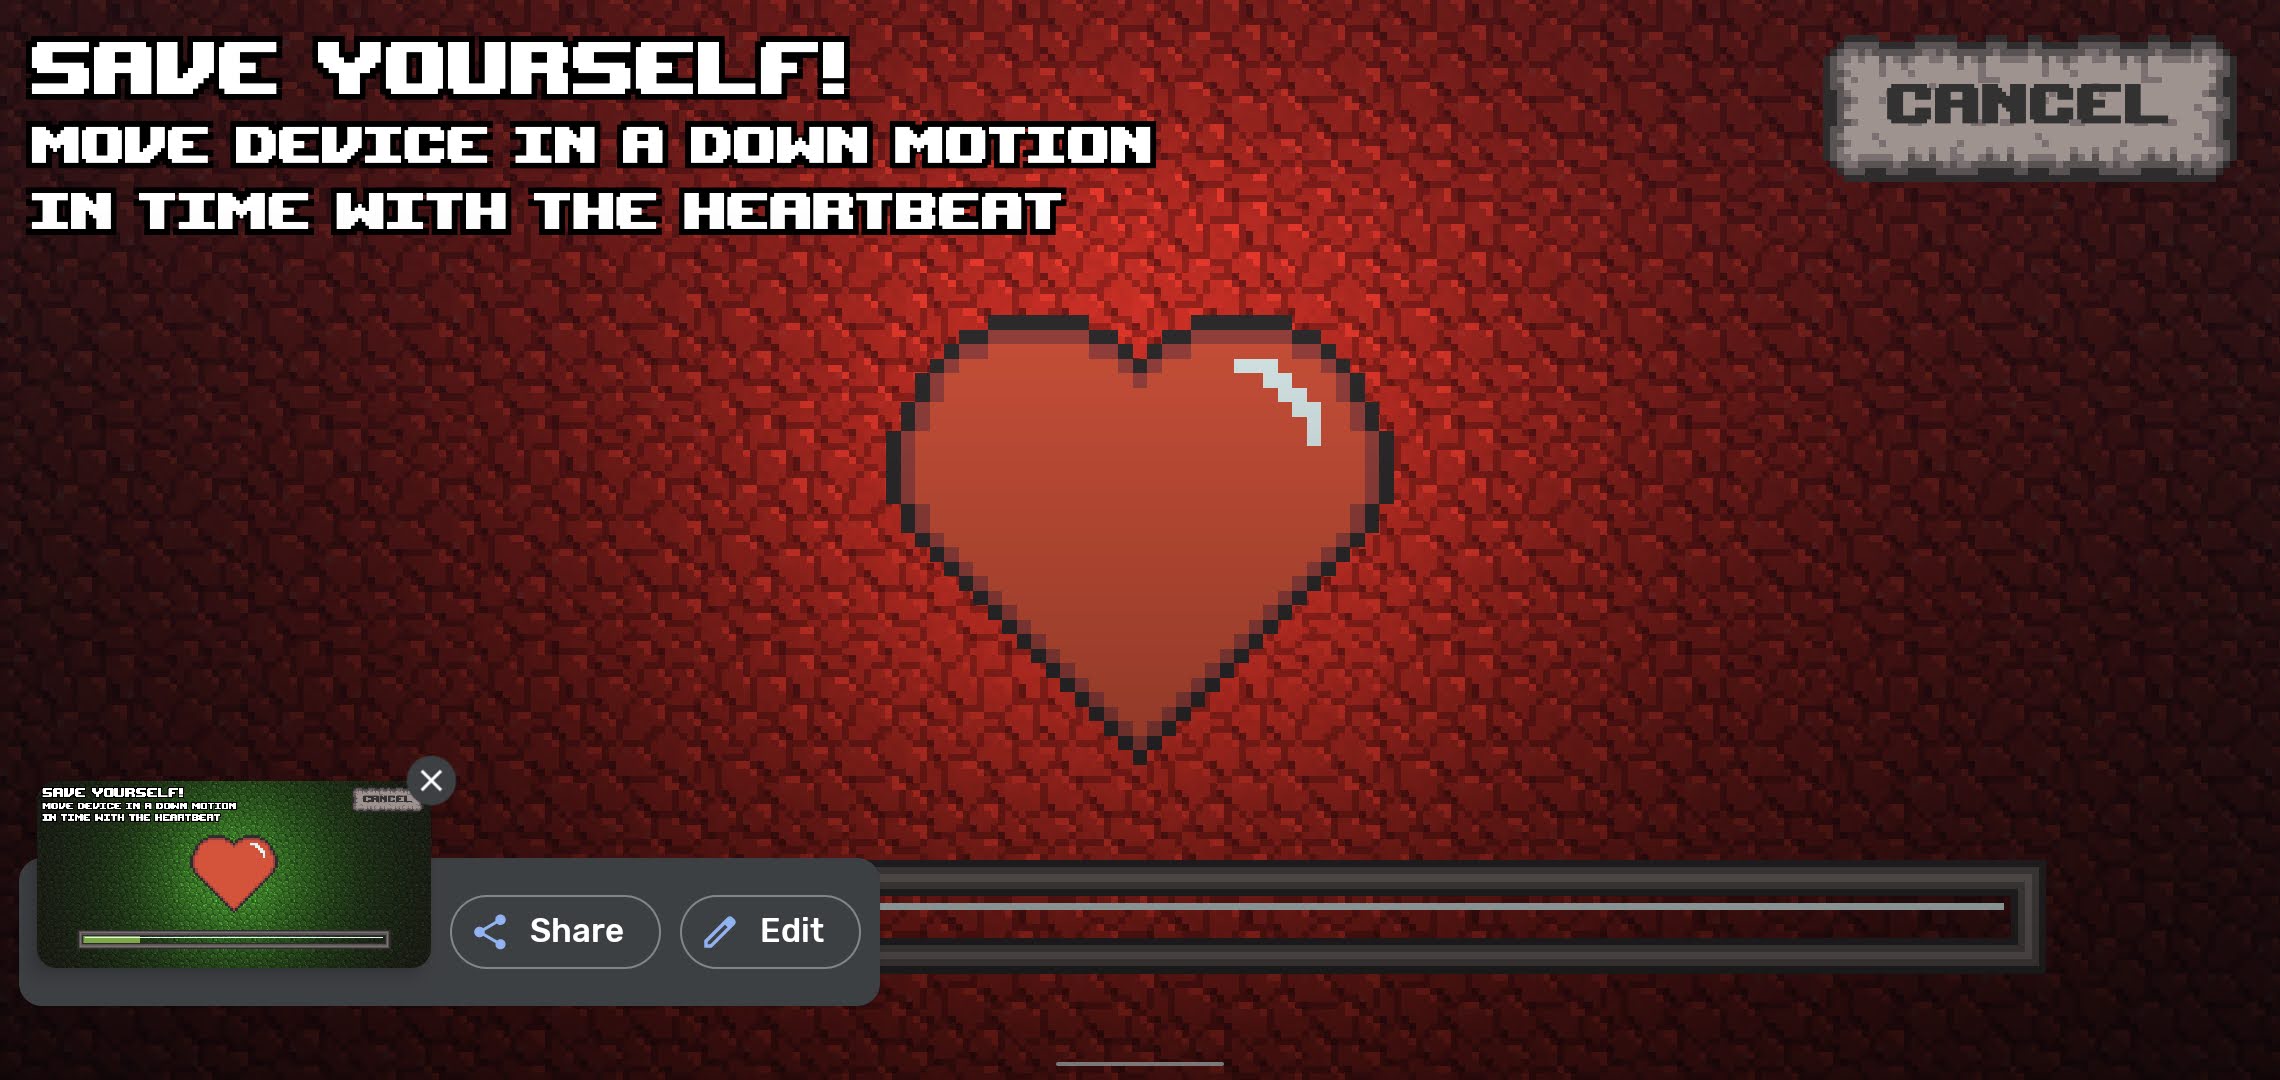 SAVE YOURSELF!
MOVE DEVICE IN A DOWN MOTION
IN TIME WITH THE HEARTBEAT
CANCEL
SAVE YOURSELF!
MOVE DEVICE IN A DOWN MOTION
IN TIME WITH THE HEARTBEAT
CANCEL
Share
Edit